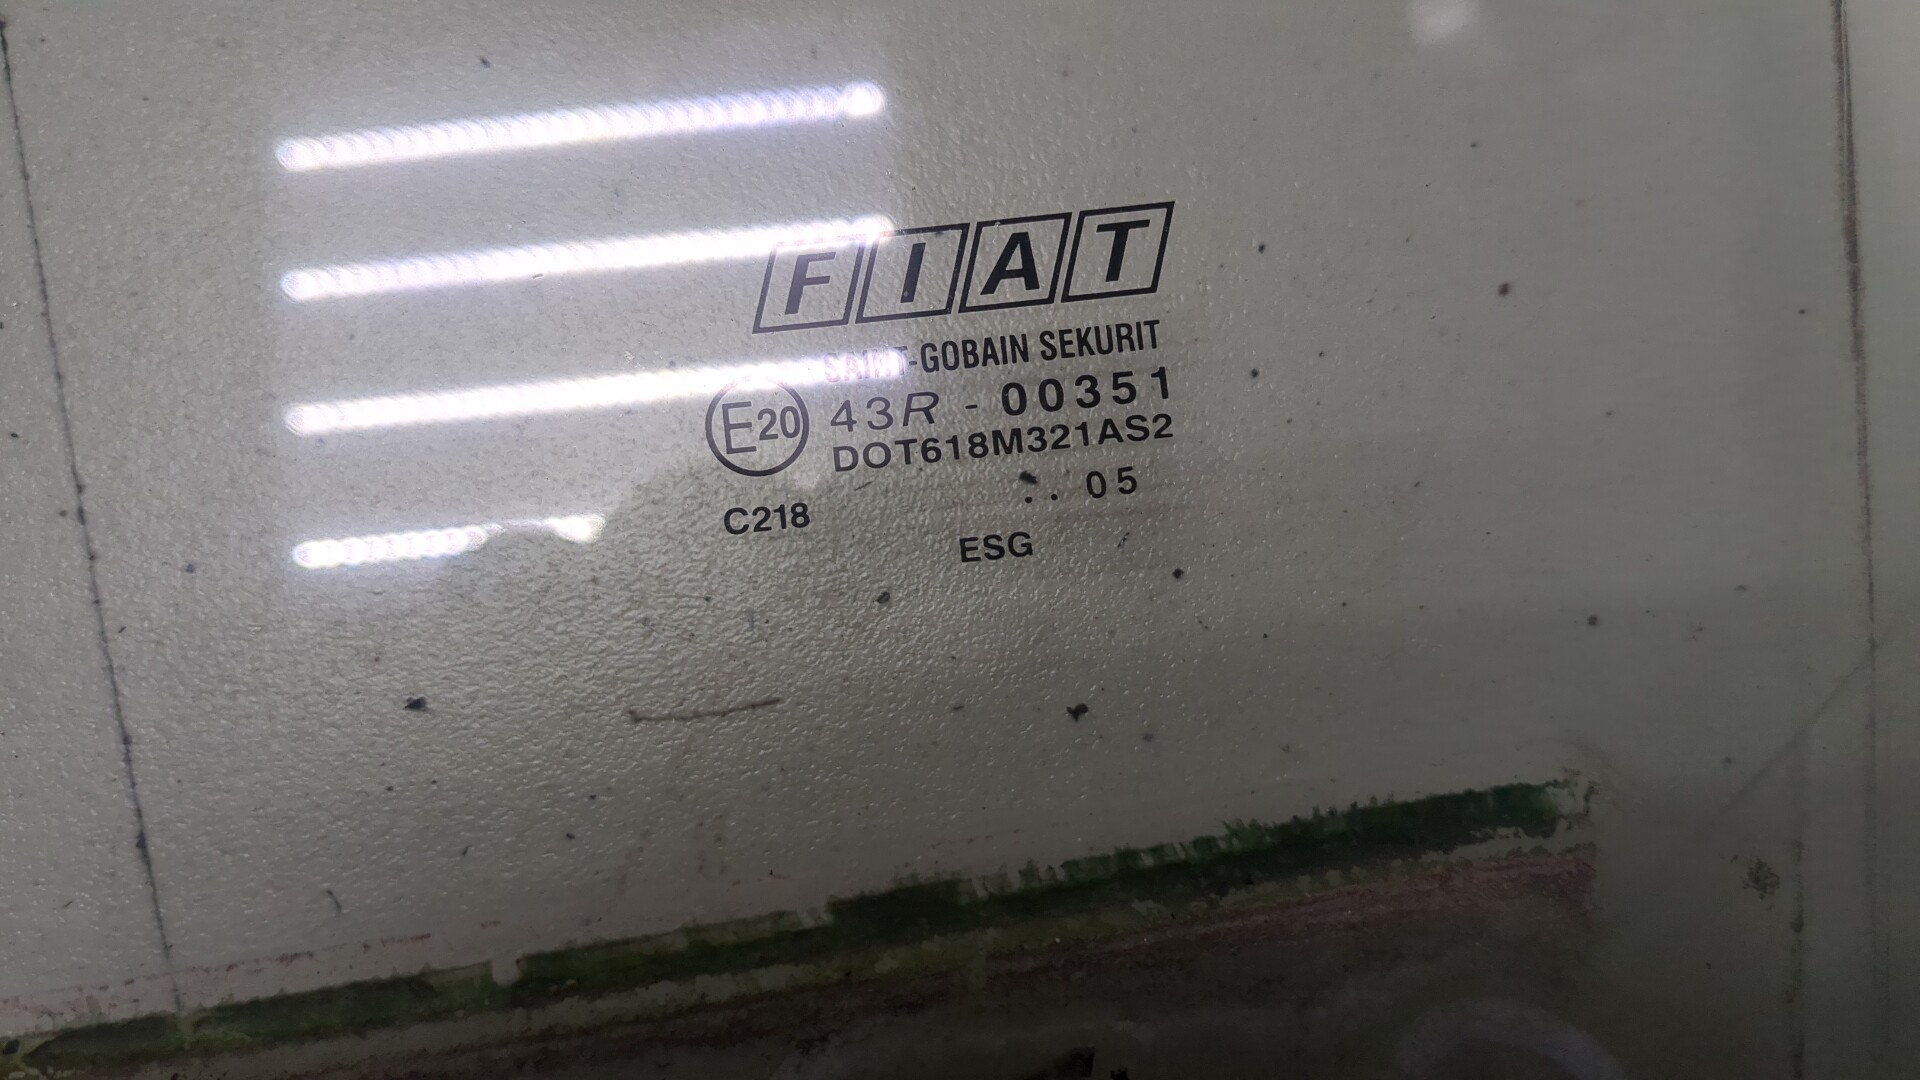 FIAT
SAINT-GOBAIN SEKURIT
E20 43R - 00351
DOT618M321AS2
.. 05
C218
ESG